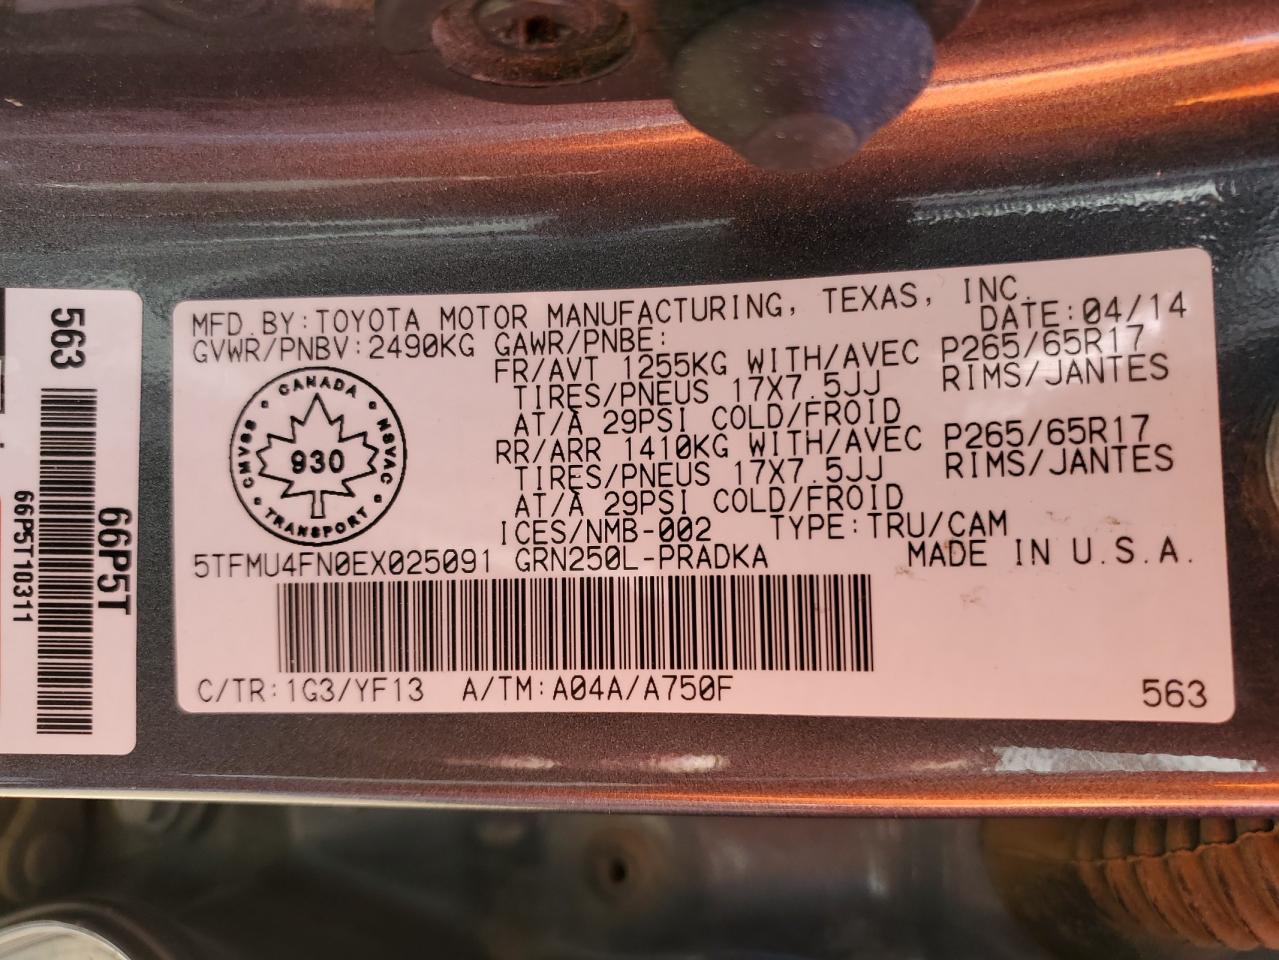 563
66P5T
66P5T10311
MFD. BY: TOYOTA MOTOR MANUFACTURING, TEXAS, INC.
DATE: 04/14
GVWR/PNBV: 2490KG GAWR/PNBE:
FR/AVT 1255KG WITH/AVEC P265/65R17
TIRES/PNEUS 17X7.5JJ RIMS/JANTES
AT/À 29PSI COLD/FROID
RR/ARR 1410KG WITH/AVEC P265/65R17
TIRES/PNEUS 17X7.5JJ RIMS/JANTES
AT/À 29PSI COLD/FROID
ICES/NMB-002 TYPE: TRU/CAM
CANADA
CMVSS
NSVAC
930
TRANSPORT
5TFMU4FN0EX025091 GRN250L-PRADKA MADE IN U.S.A.
C/TR: 1G3/YF13 A/TM: A04A/A750F 563